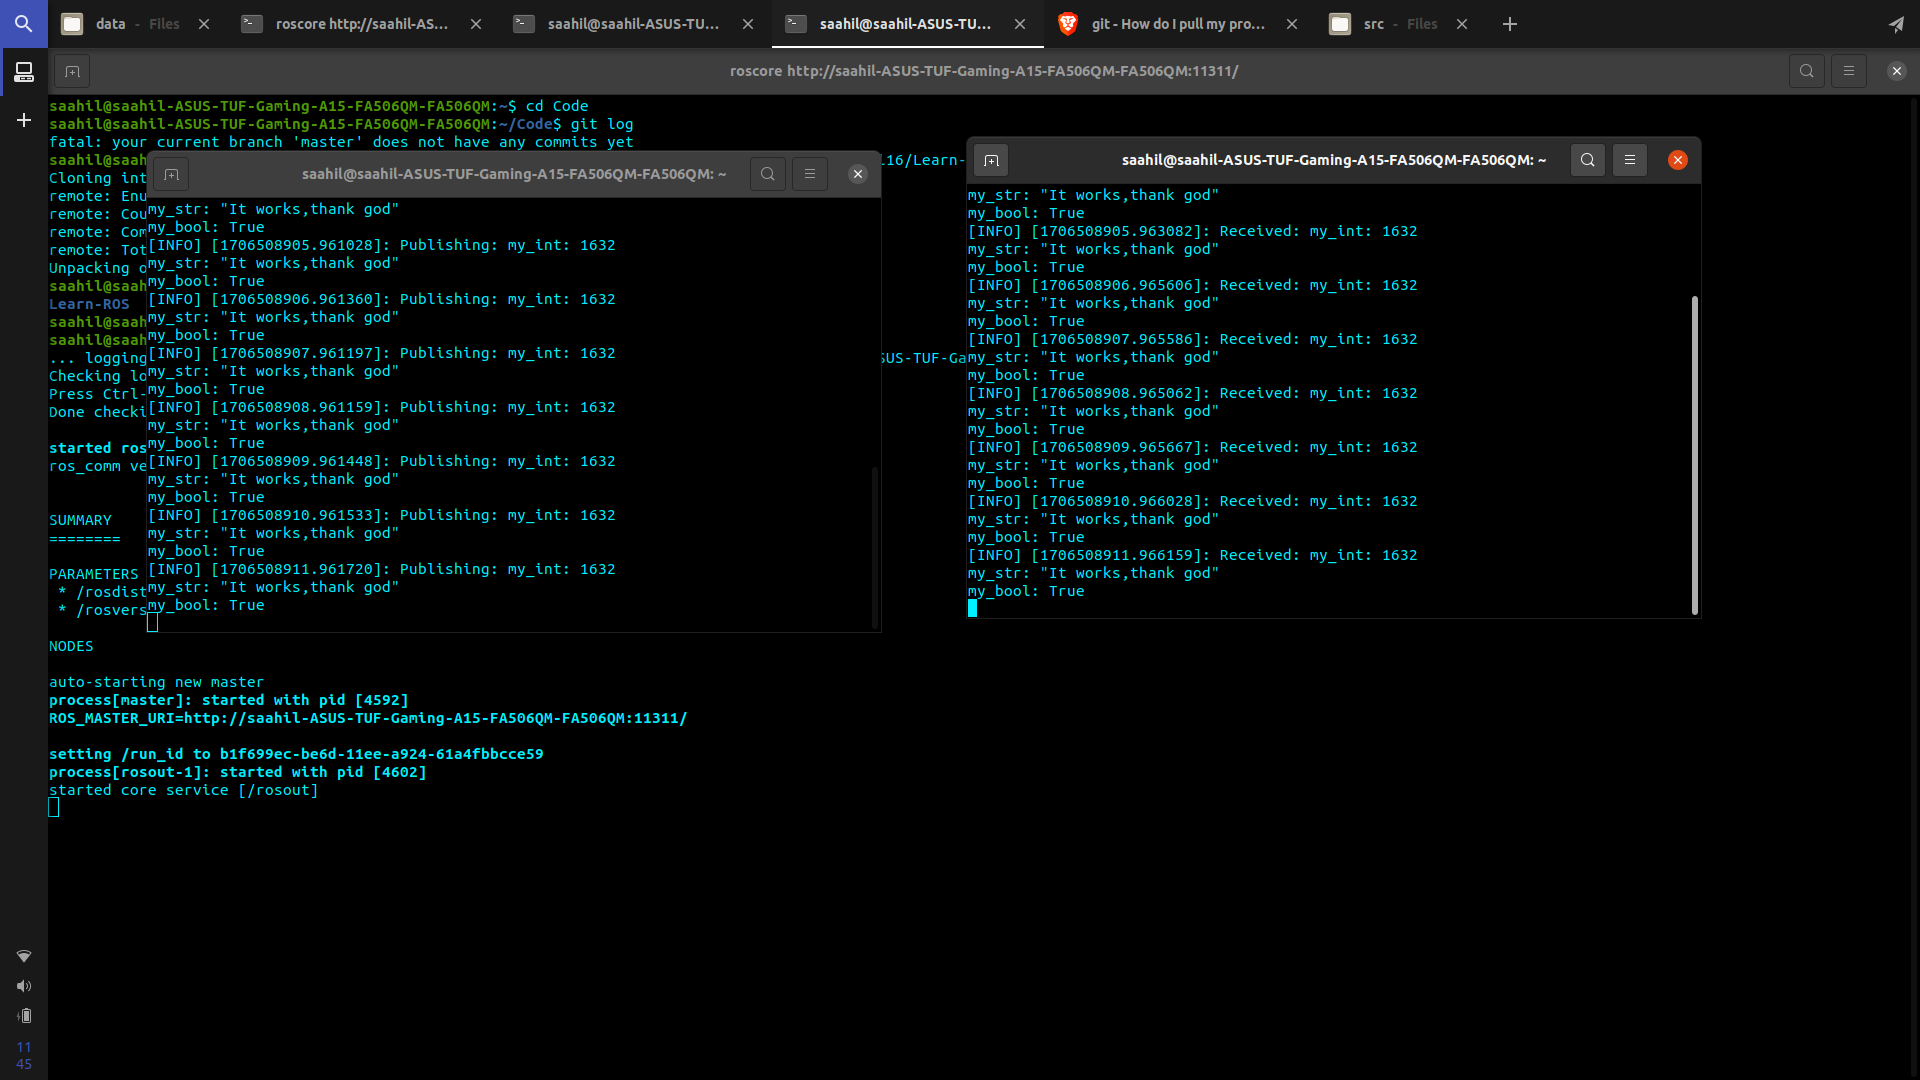 data - Files
roscore http://saahil-AS...
saahil@saahil-ASUS-TU...
saahil@saahil-ASUS-TU...
git - How do I pull my pro...
src - Files
roscore http://saahil-ASUS-TUF-Gaming-A15-FA506QM-FA506QM:11311/
saahil@saahil-ASUS-TUF-Gaming-A15-FA506QM-FA506QM:~$ cd Code
saahil@saahil-ASUS-TUF-Gaming-A15-FA506QM-FA506QM:~/Code$ git log
fatal: your current branch 'master' does not have any commits yet
saah l16/Learn-
Cloning int
remote: Enu
remote: Cou
remote: Com
remote: Tot
Unpacking o
saah
Learn-ROS
saah
saah
... logging SUS-TUF-Ga
Checking lo
Press Ctrl-
Done checki
started ros
ros_comm ve
SUMMARY
========
PARAMETERS
* /rosdist
* /rosvers
NODES
auto-starting new master
process[master]: started with pid [4592]
ROS_MASTER_URI=http://saahil-ASUS-TUF-Gaming-A15-FA506QM-FA506QM:11311/
setting /run_id to b1f699ec-be6d-11ee-a924-61a4fbbcce59
process[rosout-1]: started with pid [4602]
started core service [/rosout]
saahil@saahil-ASUS-TUF-Gaming-A15-FA506QM-FA506QM: ~
my_str: "It works,thank god"
my_bool: True
[INFO] [1706508905.961028]: Publishing: my_int: 1632
my_str: "It works,thank god"
my_bool: True
[INFO] [1706508906.961360]: Publishing: my_int: 1632
my_str: "It works,thank god"
my_bool: True
[INFO] [1706508907.961197]: Publishing: my_int: 1632
my_str: "It works,thank god"
my_bool: True
[INFO] [1706508908.961159]: Publishing: my_int: 1632
my_str: "It works,thank god"
my_bool: True
[INFO] [1706508909.961448]: Publishing: my_int: 1632
my_str: "It works,thank god"
my_bool: True
[INFO] [1706508910.961533]: Publishing: my_int: 1632
my_str: "It works,thank god"
my_bool: True
[INFO] [1706508911.961720]: Publishing: my_int: 1632
my_str: "It works,thank god"
my_bool: True
saahil@saahil-ASUS-TUF-Gaming-A15-FA506QM-FA506QM: ~
my_str: "It works,thank god"
my_bool: True
[INFO] [1706508905.963082]: Received: my_int: 1632
my_str: "It works,thank god"
my_bool: True
[INFO] [1706508906.965606]: Received: my_int: 1632
my_str: "It works,thank god"
my_bool: True
[INFO] [1706508907.965586]: Received: my_int: 1632
my_str: "It works,thank god"
my_bool: True
[INFO] [1706508908.965062]: Received: my_int: 1632
my_str: "It works,thank god"
my_bool: True
[INFO] [1706508909.965667]: Received: my_int: 1632
my_str: "It works,thank god"
my_bool: True
[INFO] [1706508910.966028]: Received: my_int: 1632
my_str: "It works,thank god"
my_bool: True
[INFO] [1706508911.966159]: Received: my_int: 1632
my_str: "It works,thank god"
my_bool: True
11
45